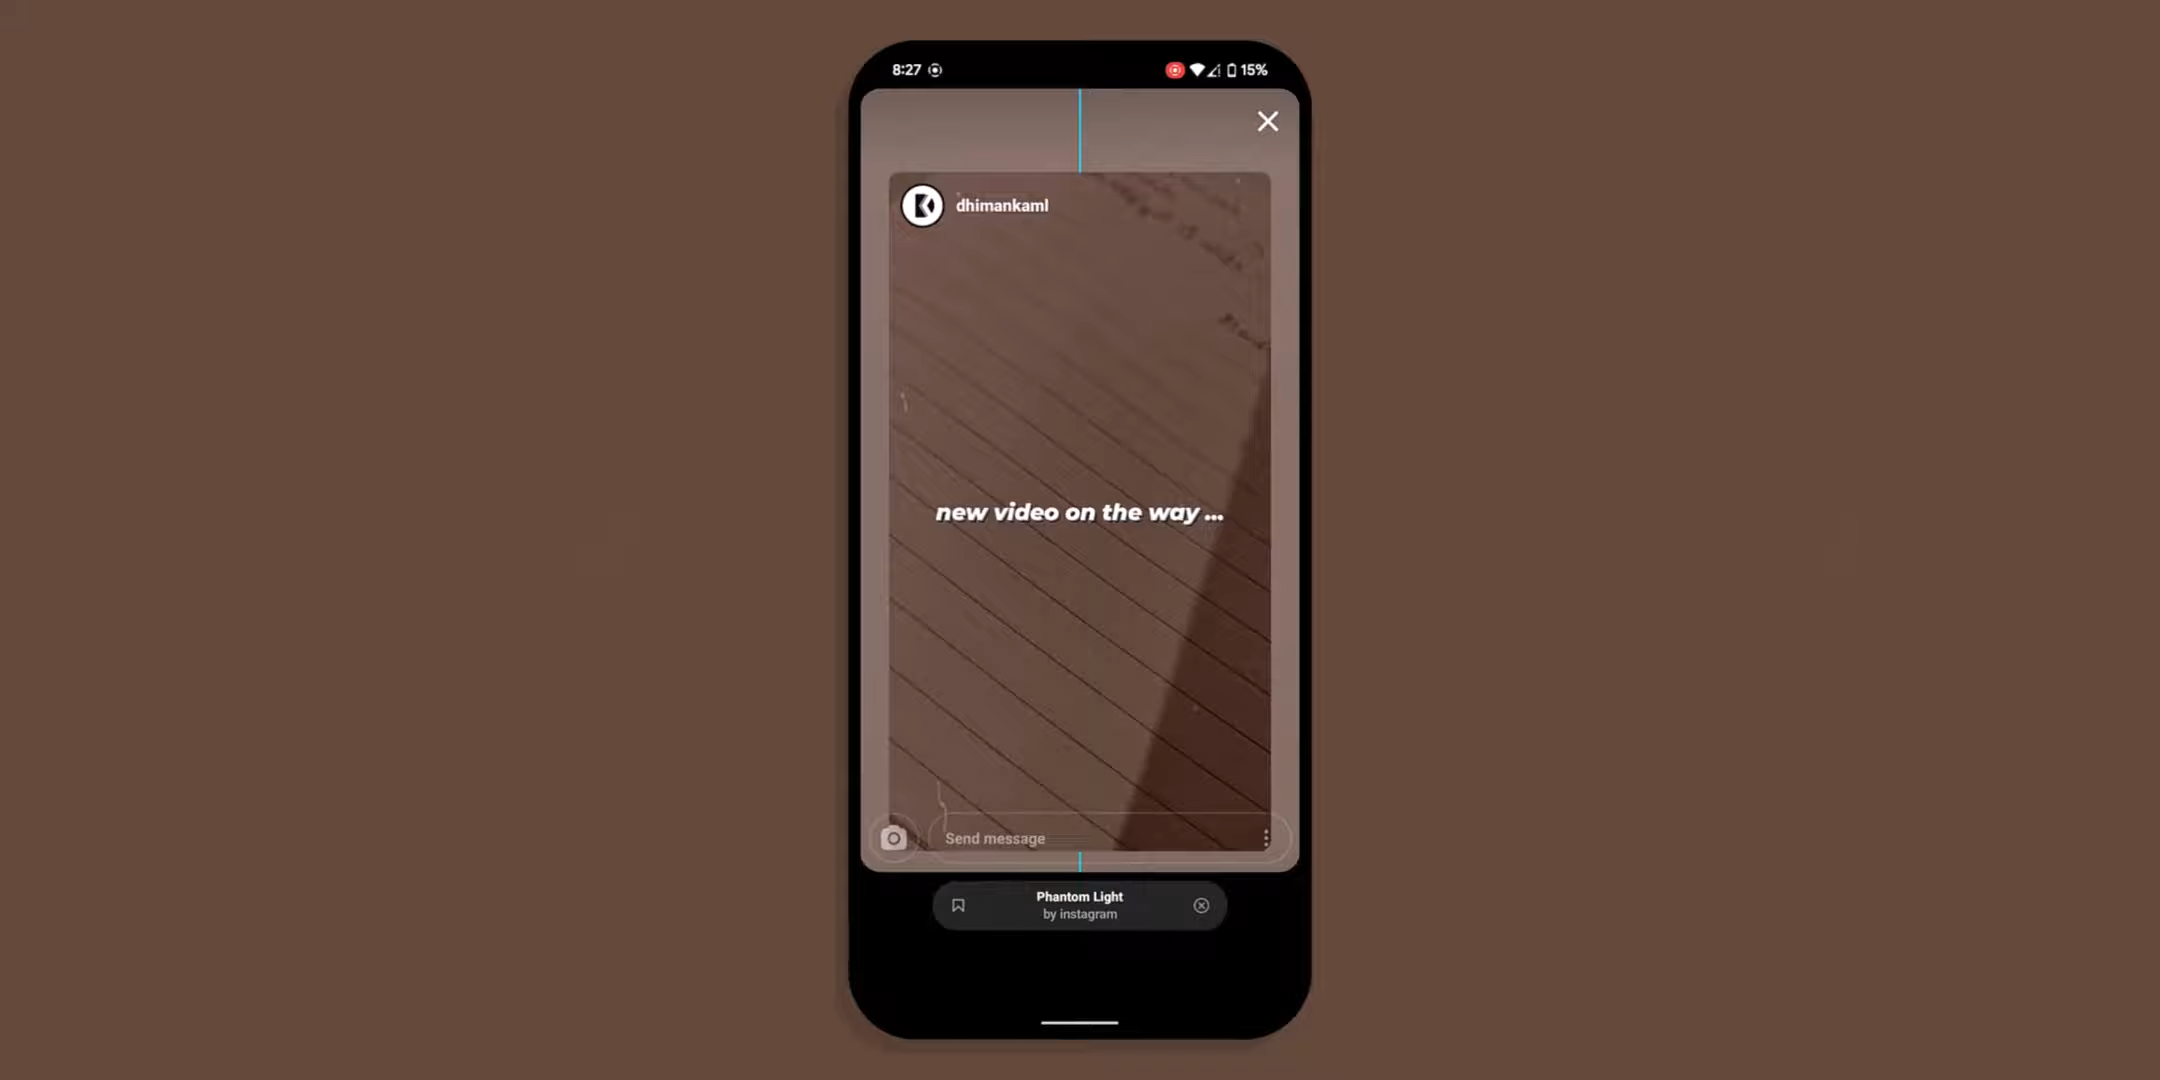 8:27
15%
dhimankaml
new video on the way ...
Send message
Phantom Light
by instagram